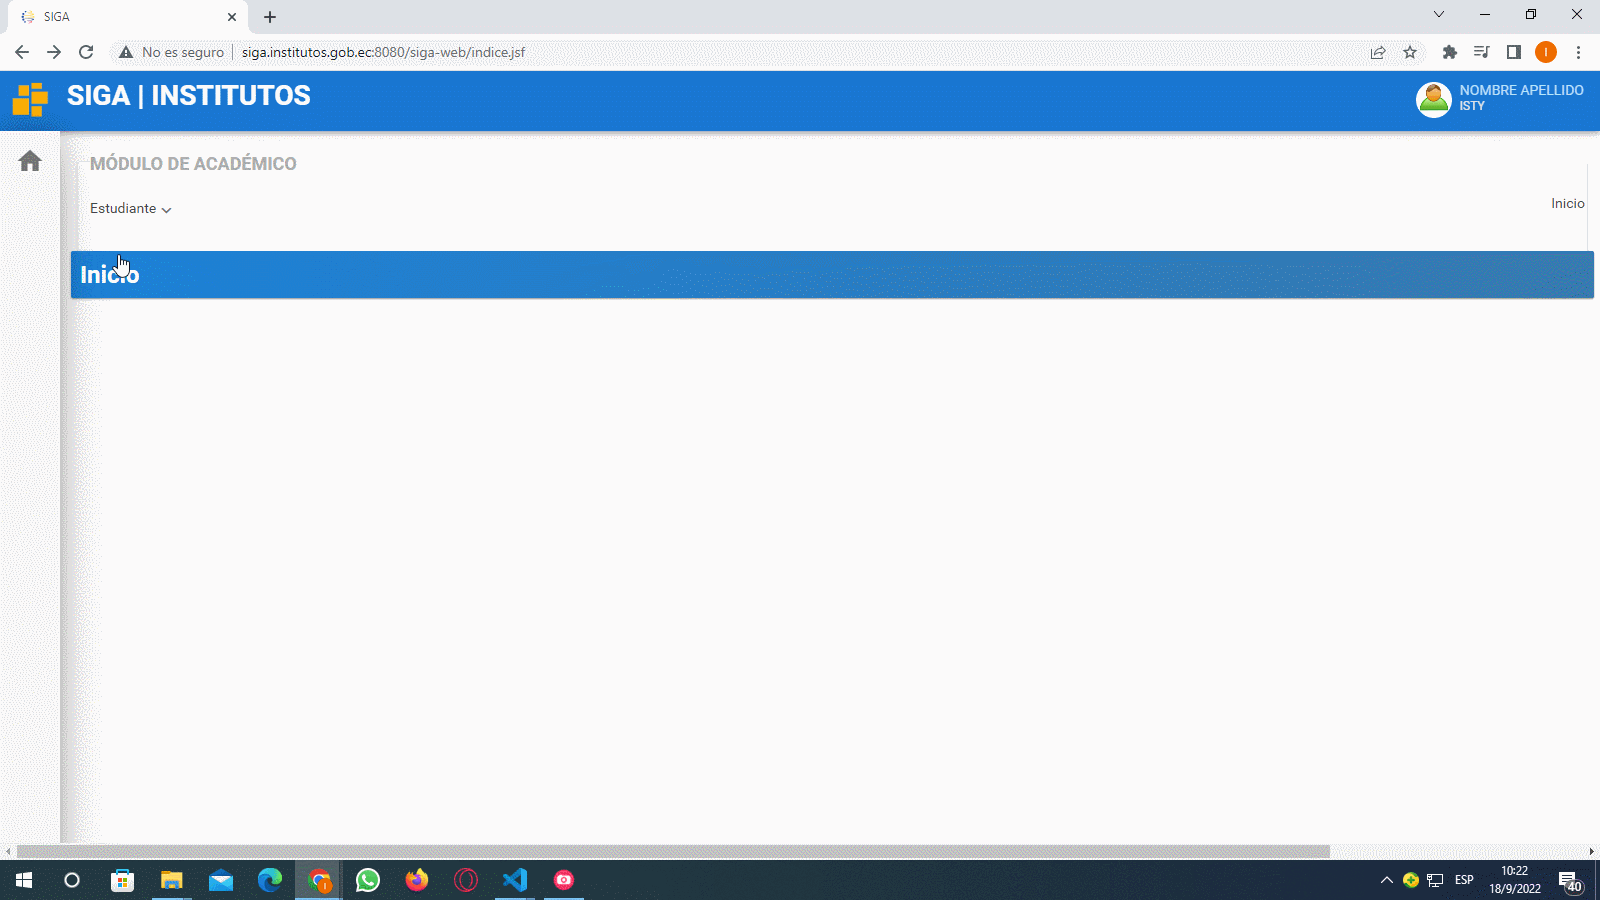 SIGA
No es seguro
siga.institutos.gob.ec:8080/siga-web/indice.jsf
I
SIGA | INSTITUTOS
NOMBRE APELLIDO
ISTY
MÓDULO DE ACADÉMICO
Estudiante
Inicio
Inicio
I
ESP
10:22
18/9/2022
40